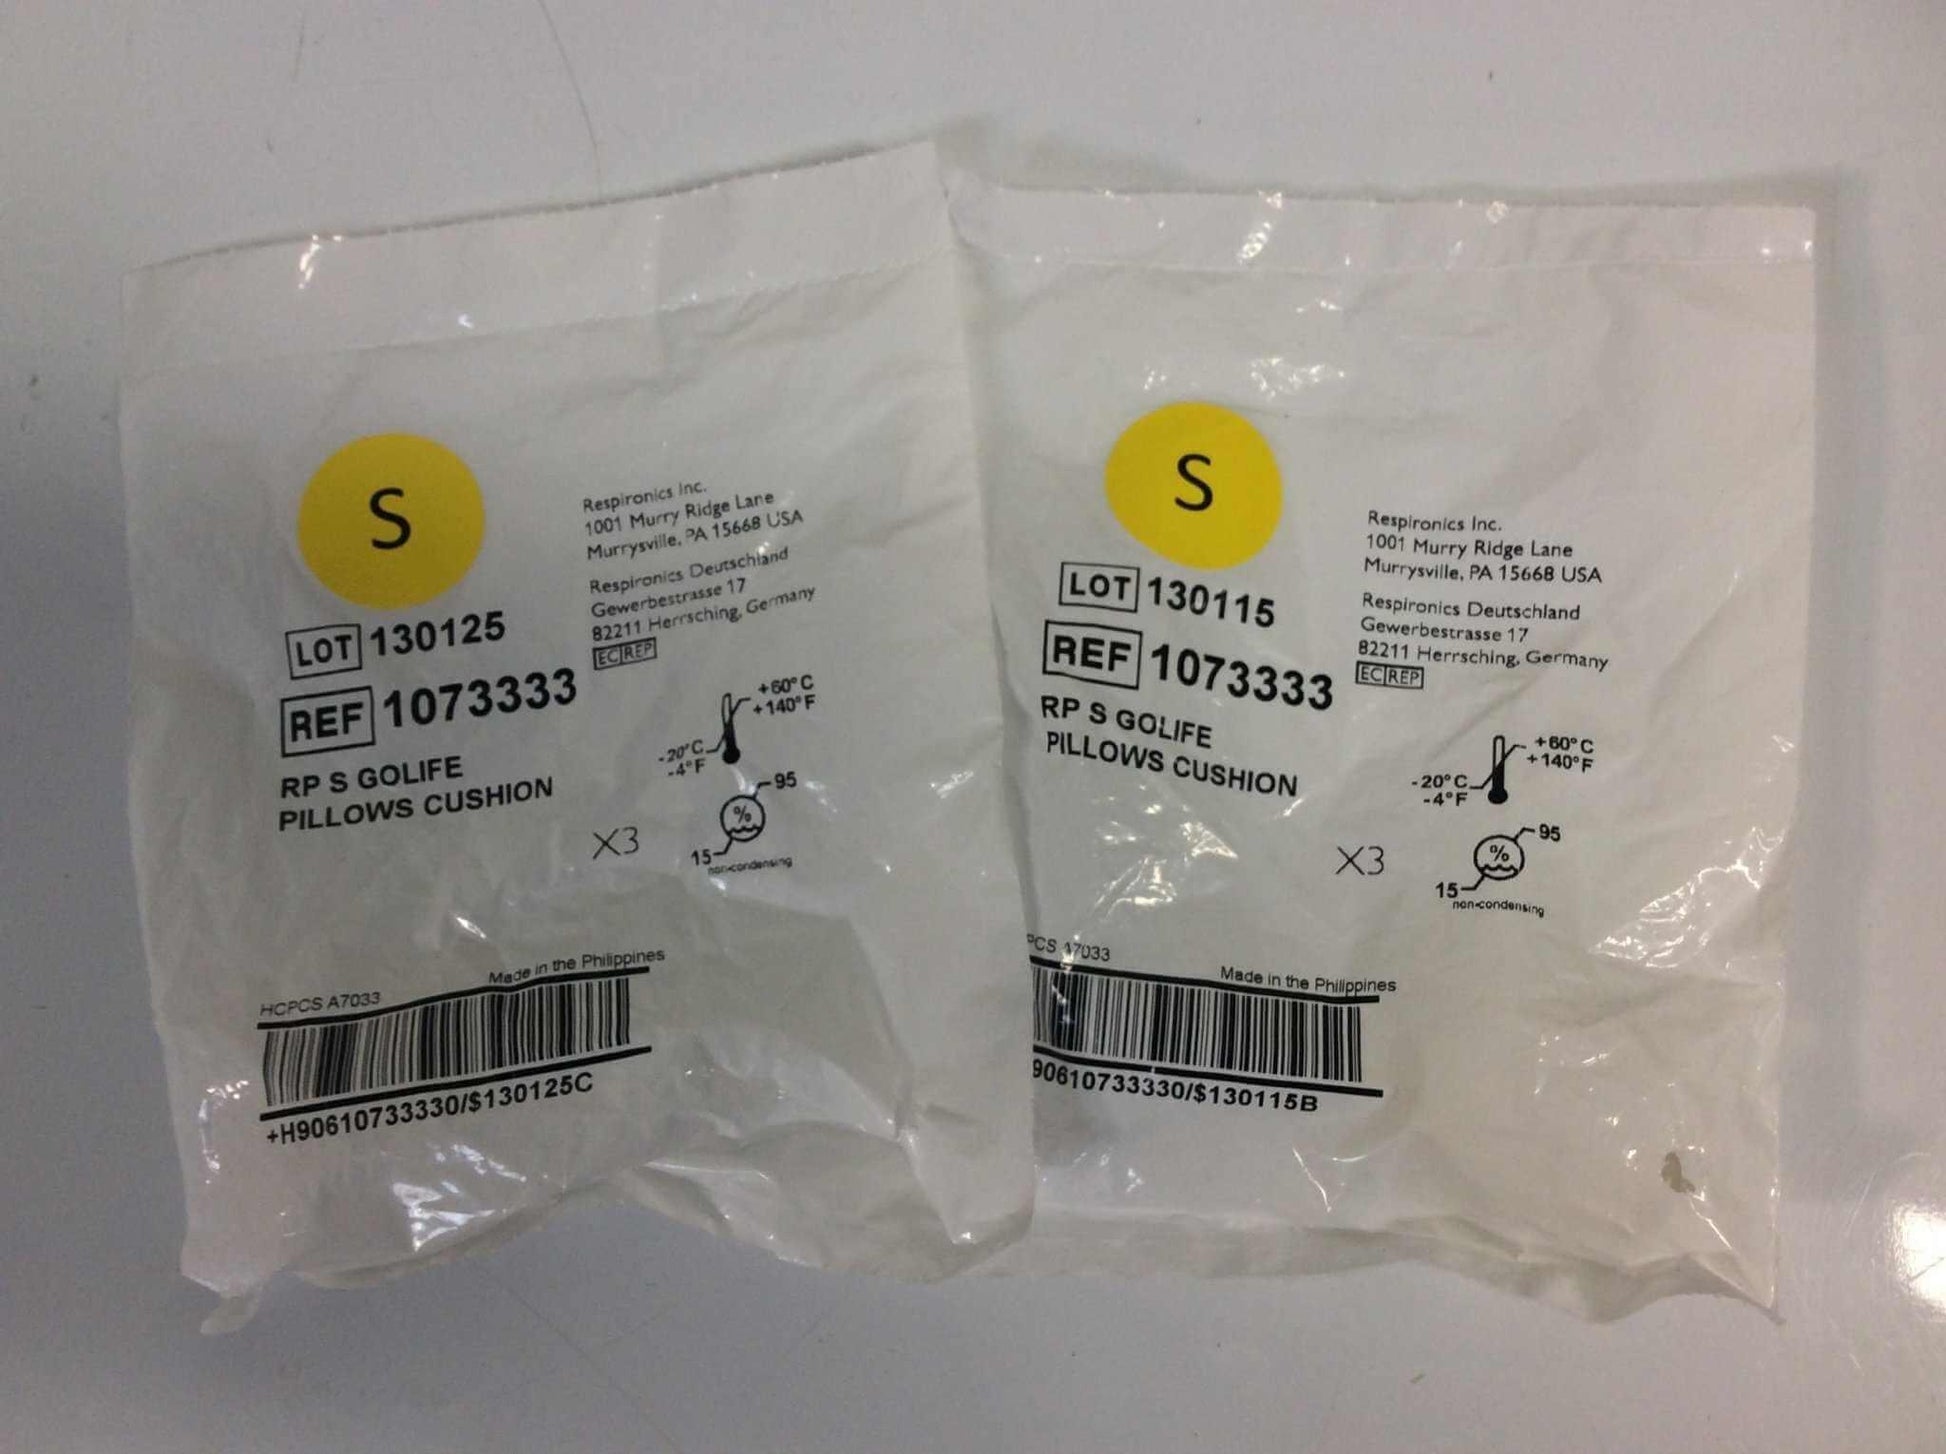 S
LOT 130125
REF 1073333
RP S GOLIFE
PILLOWS CUSHION
Respironics Inc.
1001 Murry Ridge Lane
Murrysville, PA 15668 USA
Respironics Deutschland
Gewerbestrasse 17
82211 Herrsching, Germany
EC REP
+60°C
+140°F
-20°C
-4°F
95
%
15
non-condensing
X3
Made in the Philippines
HCPCS A7033
+H90610733330/$130125C
S
LOT 130115
REF 1073333
RP S GOLIFE
PILLOWS CUSHION
Respironics Inc.
1001 Murry Ridge Lane
Murrysville, PA 15668 USA
Respironics Deutschland
Gewerbestrasse 17
82211 Herrsching, Germany
EC REP
+60°C
+140°F
-20°C
-4°F
95
%
15
non-condensing
X3
PCS A7033
Made in the Philippines
90610733330/$130115B